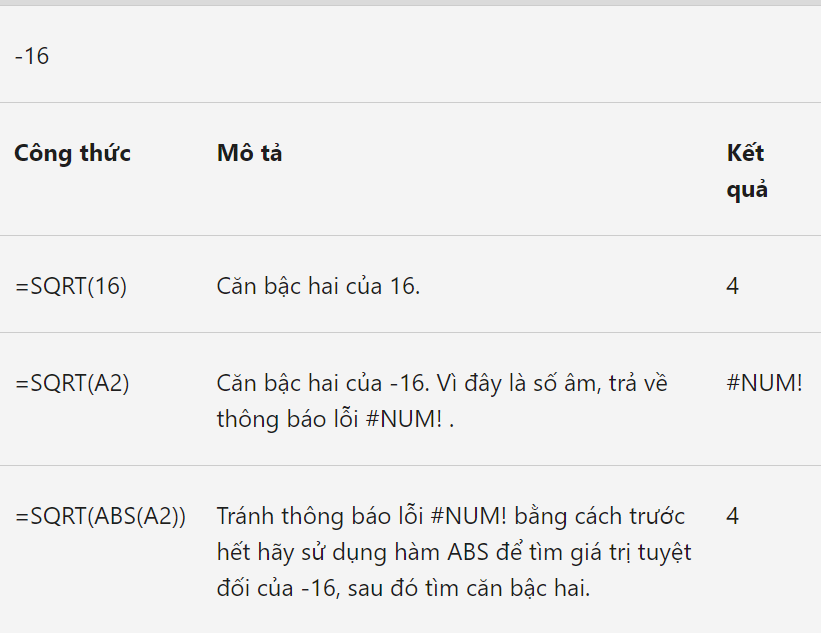 -16
Công thức Mô tả Kết
quả
=SQRT(16) Căn bậc hai của 16. 4
=SQRT(A2) Căn bậc hai của -16. Vì đây là số âm, trả về #NUM!
thông báo lỗi #NUM! .
=SQRT(ABS(A2)) Tránh thông báo lỗi #NUM! bằng cách trước 4
hết hãy sử dụng hàm ABS để tìm giá trị tuyệt
đối của -16, sau đó tìm căn bậc hai.